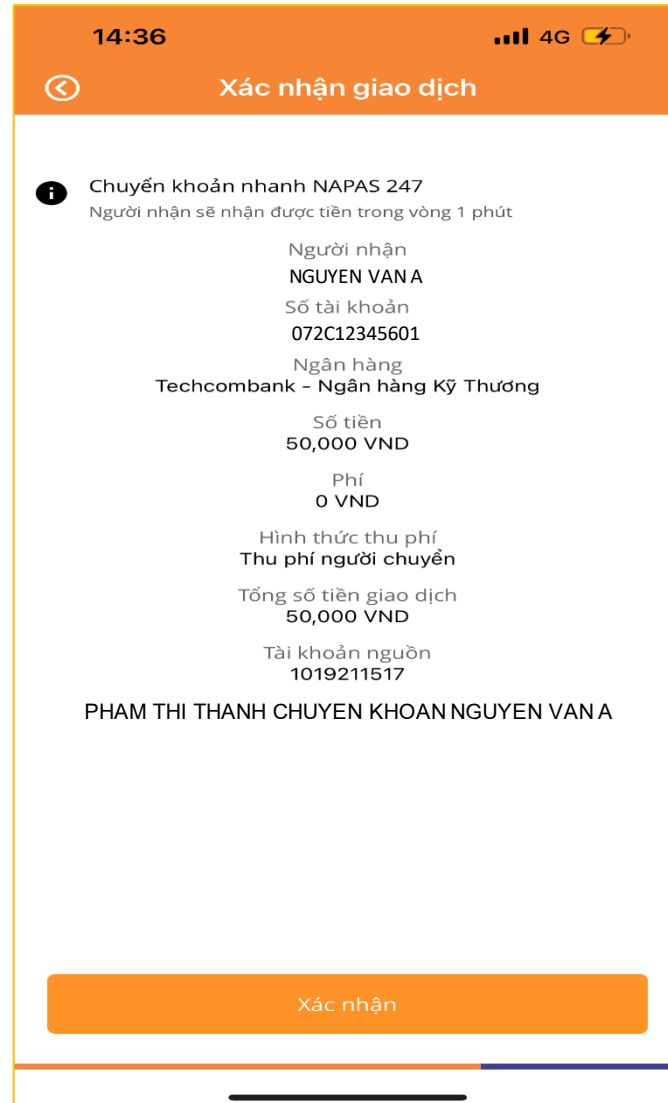 14:36
4G
Xác nhận giao dịch
Chuyển khoản nhanh NAPAS 247
Người nhận sẽ nhận được tiền trong vòng 1 phút
Người nhận
NGUYEN VAN A
Số tài khoản
072C12345601
Ngân hàng
Techcombank - Ngân hàng Kỹ Thương
Số tiền
50,000 VND
Phí
0 VND
Hình thức thu phí
Thu phí người chuyển
Tổng số tiền giao dịch
50,000 VND
Tài khoản nguồn
1019211517
PHAM THI THANH CHUYEN KHOAN NGUYEN VAN A
Xác nhận